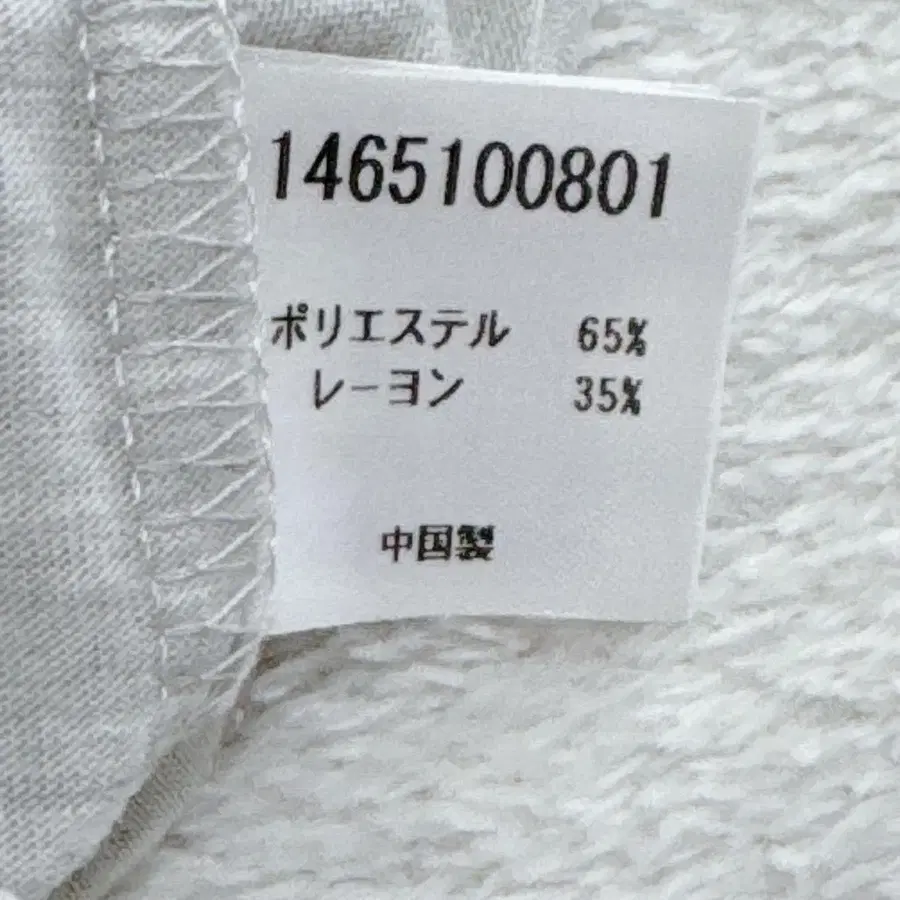 1465100801
ポリエステル 65%
レーヨン 35%
中国製